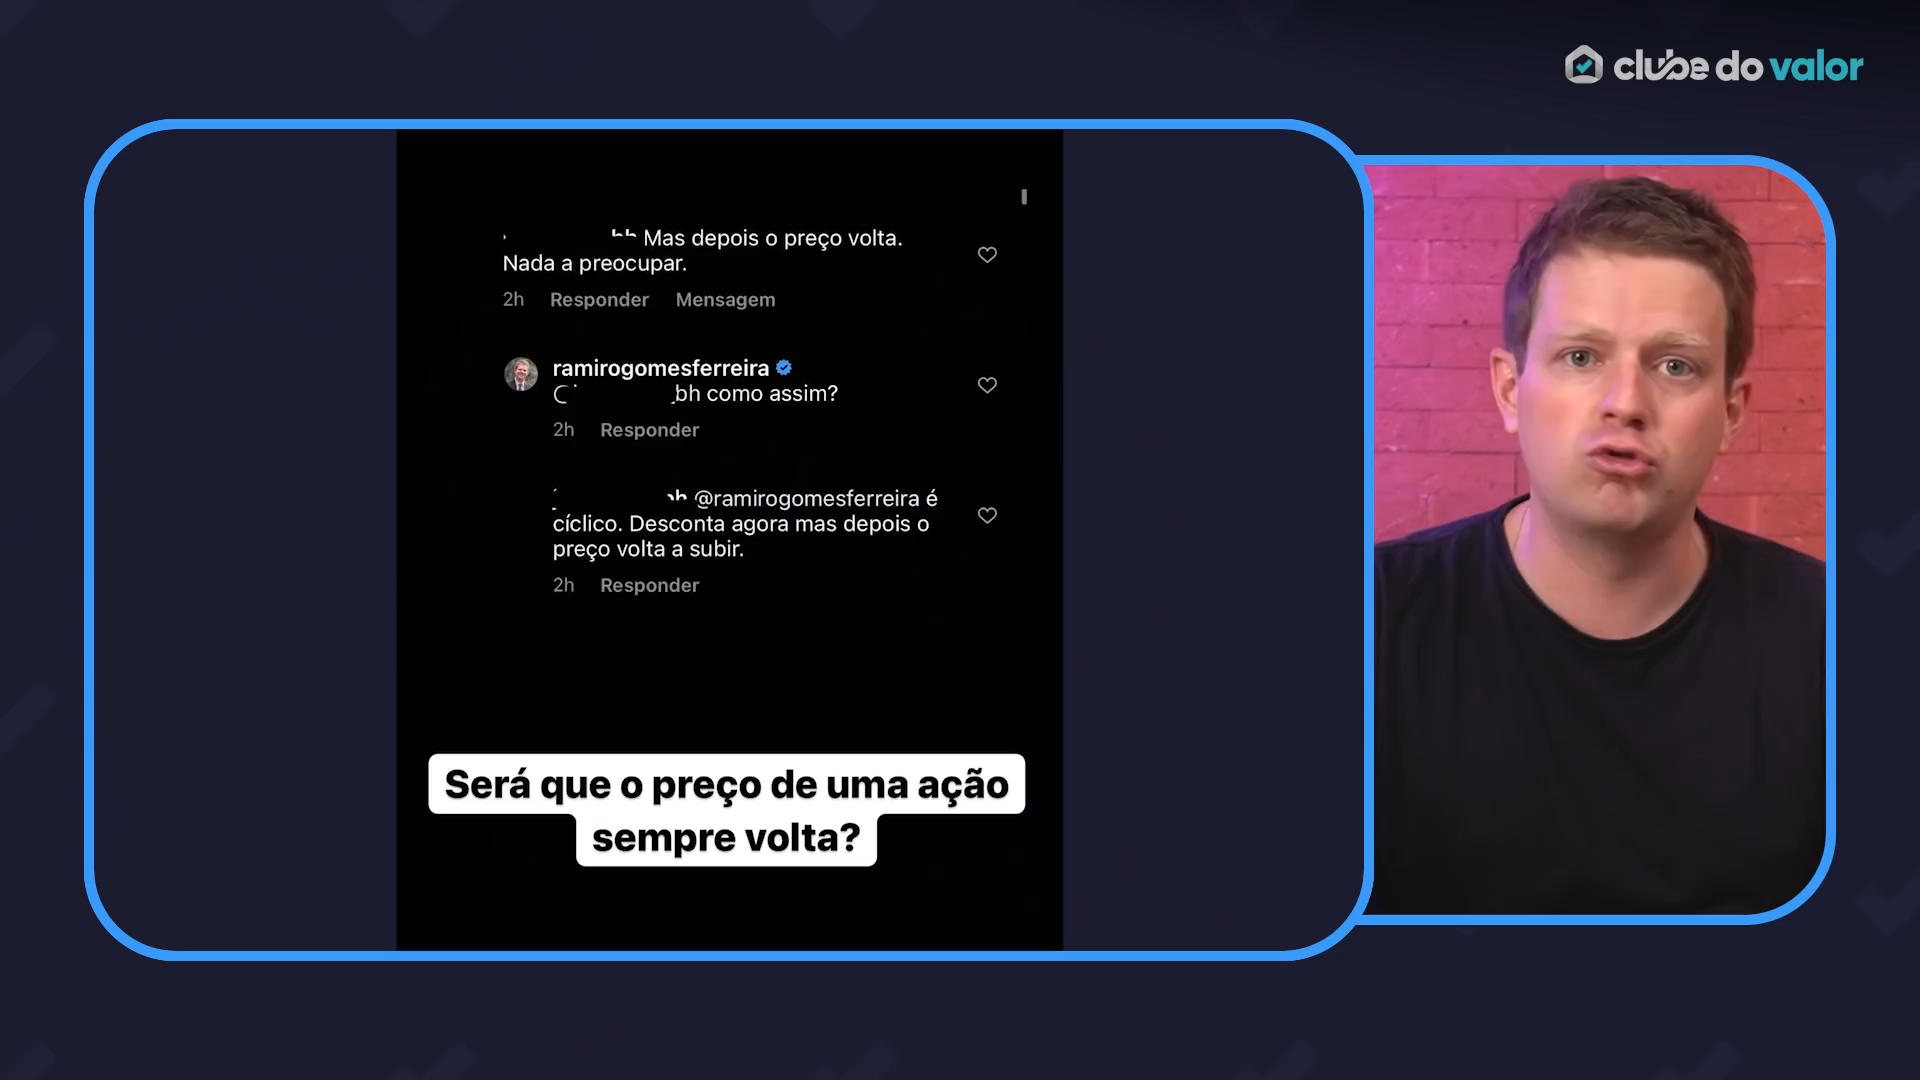 clube do valor
Mas depois o preço volta.
Nada a preocupar.
2h Responder Mensagem
ramirogomesferreira
bh como assim?
2h Responder
@ramirogomesferreira é
cíclico. Desconta agora mas depois o
preço volta a subir.
2h Responder
Será que o preço de uma ação
sempre volta?